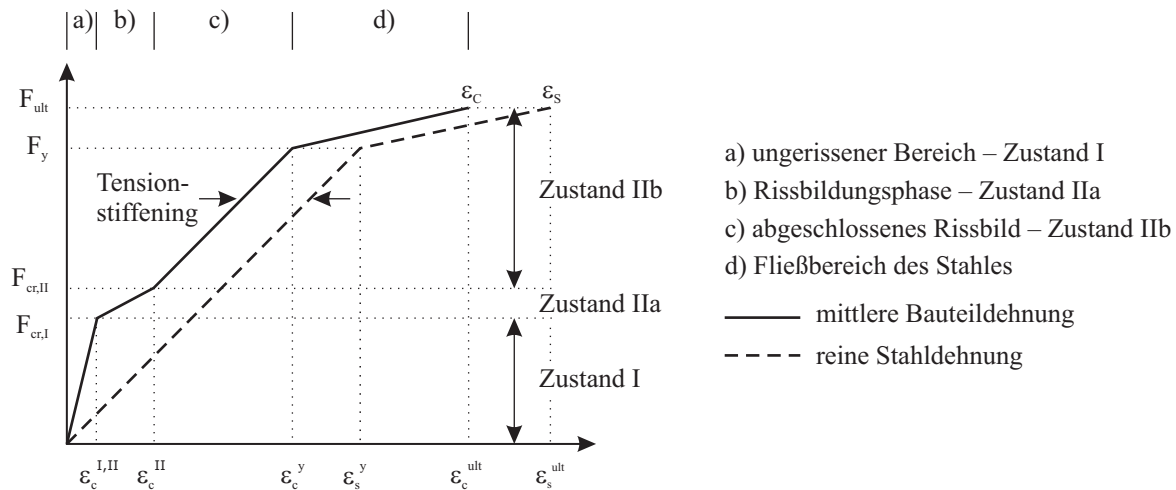 a) b) c) d)
F_ult
ε_C
ε_S
F_y
Tension-
stiffening
Zustand IIb
F_cr,II
Zustand IIa
F_cr,I
Zustand I
ε_c^I,II ε_c^II ε_c^y ε_s^y ε_c^ult ε_s^ult
a) ungerissener Bereich – Zustand I
b) Rissbildungsphase – Zustand IIa
c) abgeschlossenes Rissbild – Zustand IIb
d) Fließbereich des Stahles
mittlere Bauteildehnung
reine Stahldehnung